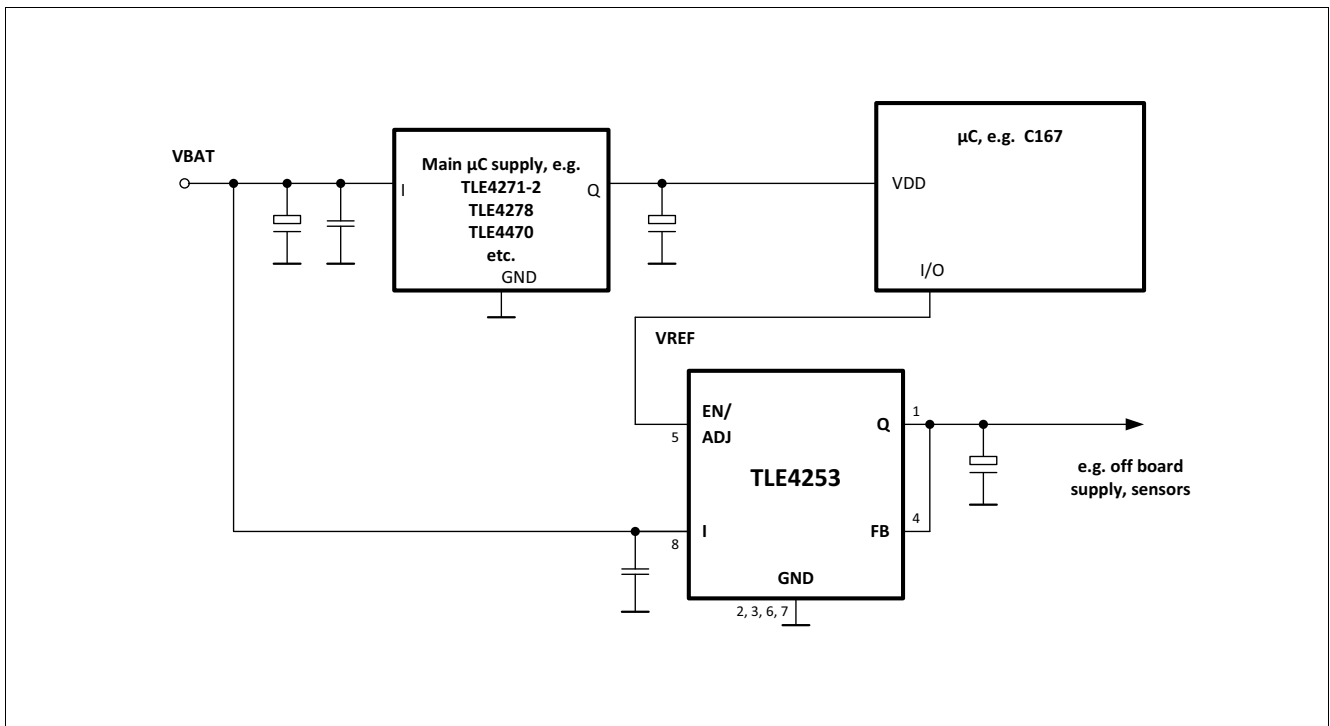 VBAT
I
Main µC supply, e.g.
TLE4271-2
TLE4278
TLE4470
etc.
Q
GND
µC, e.g. C167
VDD
I/O
VREF
EN/
ADJ
5
Q
1
TLE4253
e.g. off board
supply, sensors
I
8
FB
4
GND
2, 3, 6, 7